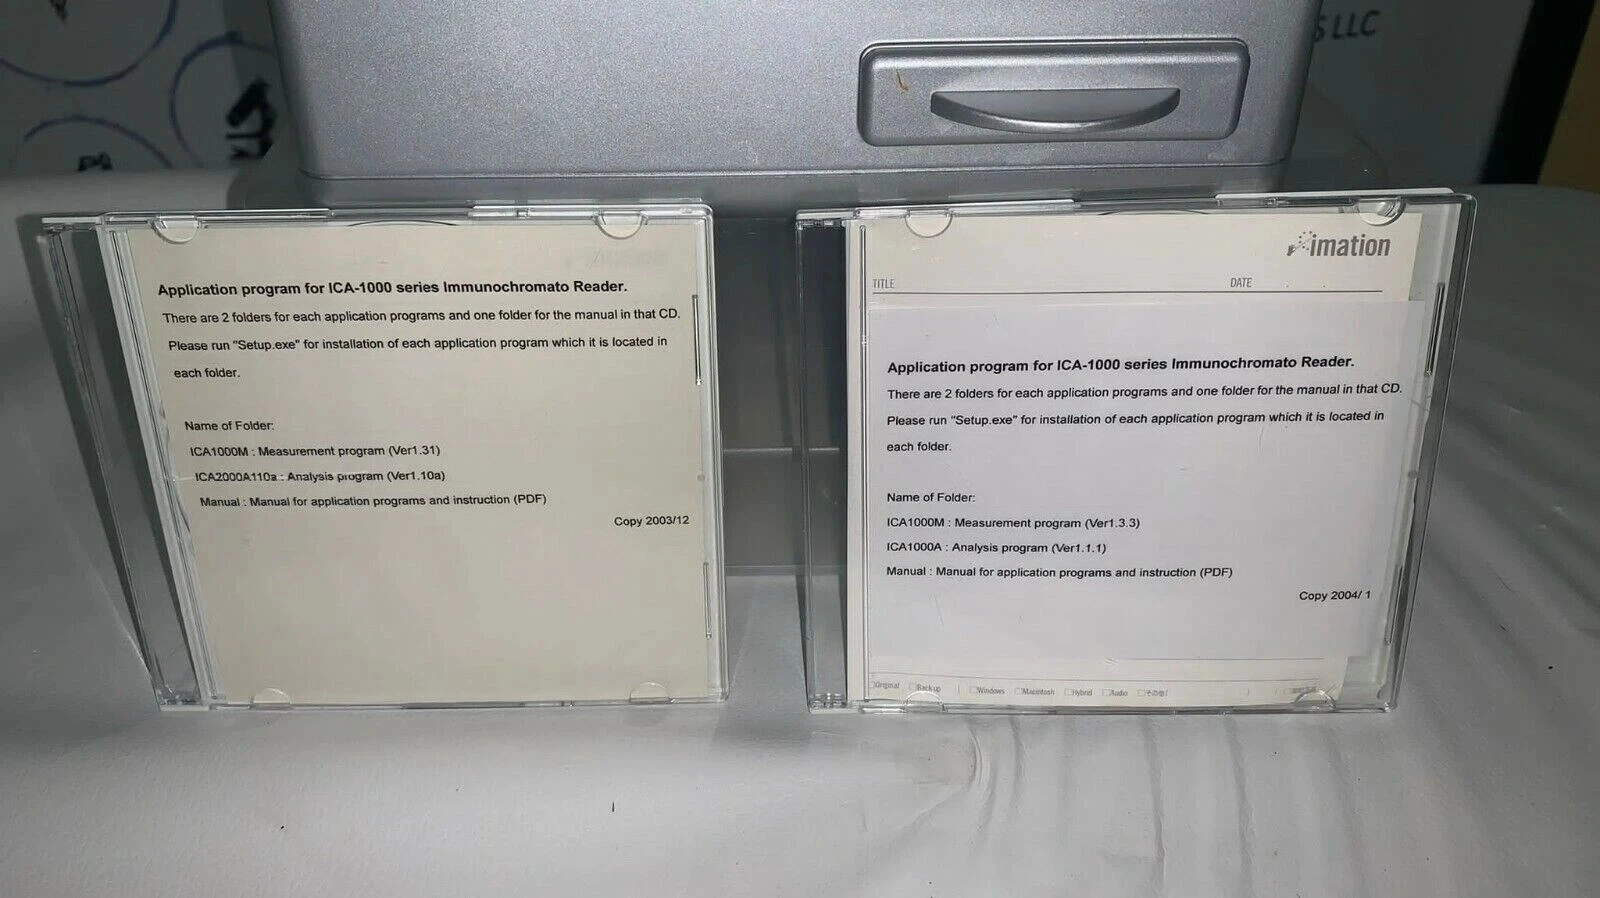 S LLC
Application program for ICA-1000 series Immunochromato Reader.
There are 2 folders for each application programs and one folder for the manual in that CD.
Please run "Setup.exe" for installation of each application program which it is located in
each folder.
Name of Folder:
ICA1000M : Measurement program (Ver1.31)
ICA2000A110a : Analysis program (Ver1.10a)
Manual : Manual for application programs and instruction (PDF)
Copy 2003/12
imation
TITLE DATE
Application program for ICA-1000 series Immunochromato Reader.
There are 2 folders for each application programs and one folder for the manual in that CD.
Please run "Setup.exe" for installation of each application program which it is located in
each folder.
Name of Folder:
ICA1000M : Measurement program (Ver1.3.3)
ICA1000A : Analysis program (Ver1.1.1)
Manual : Manual for application programs and instruction (PDF)
Copy 2004/ 1
Original Back up Windows Macintosh Hybrid Audio その他(